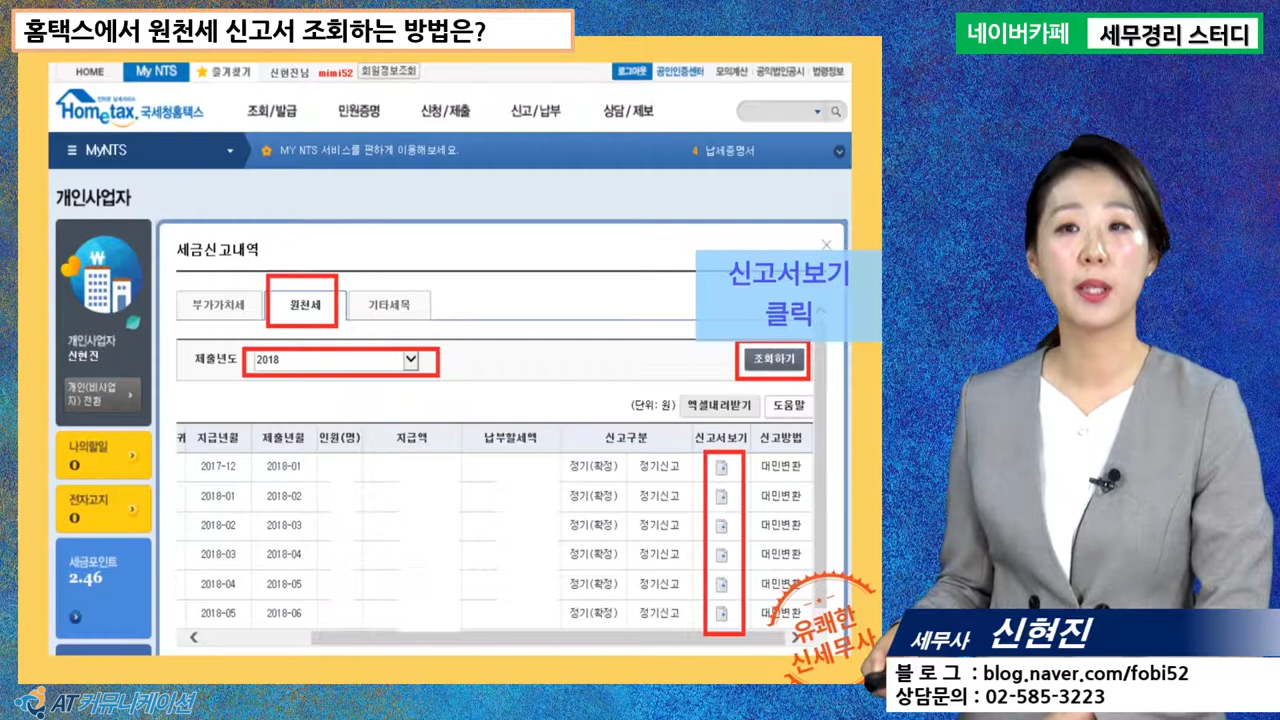 홈택스에서 원천세 신고서 조회하는 방법은?
네이버카페 세무경리 스터디
HOME My NTS 즐겨찾기 신현진님 mimi52 회원정보조회 로그아웃 공인인증센터 모의계산 공익법인공시 법령정보
Hometax. 국세청홈택스 조회/발급 민원증명 신청/제출 신고/납부 상담/제보
MyNTS MY NTS 서비스를 편하게 이용해보세요. 4 납세증명서
개인사업자
세금신고내역
신고서보기
클릭
부가가치세 원천세 기타세목
개인사업자
신현진
제출년도 2018 조회하기
개인(비사업
자) 전환
(단위: 원) 엑셀내려받기 도움말
귀 지급년월 제출년월 인원(명) 지급액 납부할세액 신고구분 신고서보기 신고방법
나의할일
0
2017-12 2018-01 정기(확정) 정기신고 대민변환
2018-01 2018-02 정기(확정) 정기신고 대민변환
전자고지
0
2018-02 2018-03 정기(확정) 정기신고 대민변환
2018-03 2018-04 정기(확정) 정기신고 대민변환
세금포인트
2.46
2018-04 2018-05 정기(확정) 정기신고 대민변환
2018-05 2018-06 정기(확정) 정기신고 대민변환
유쾌한
신세무사
세무사 신현진
블로그 : blog.naver.com/fobi52
상담문의 : 02-585-3223
AT커뮤니케이션